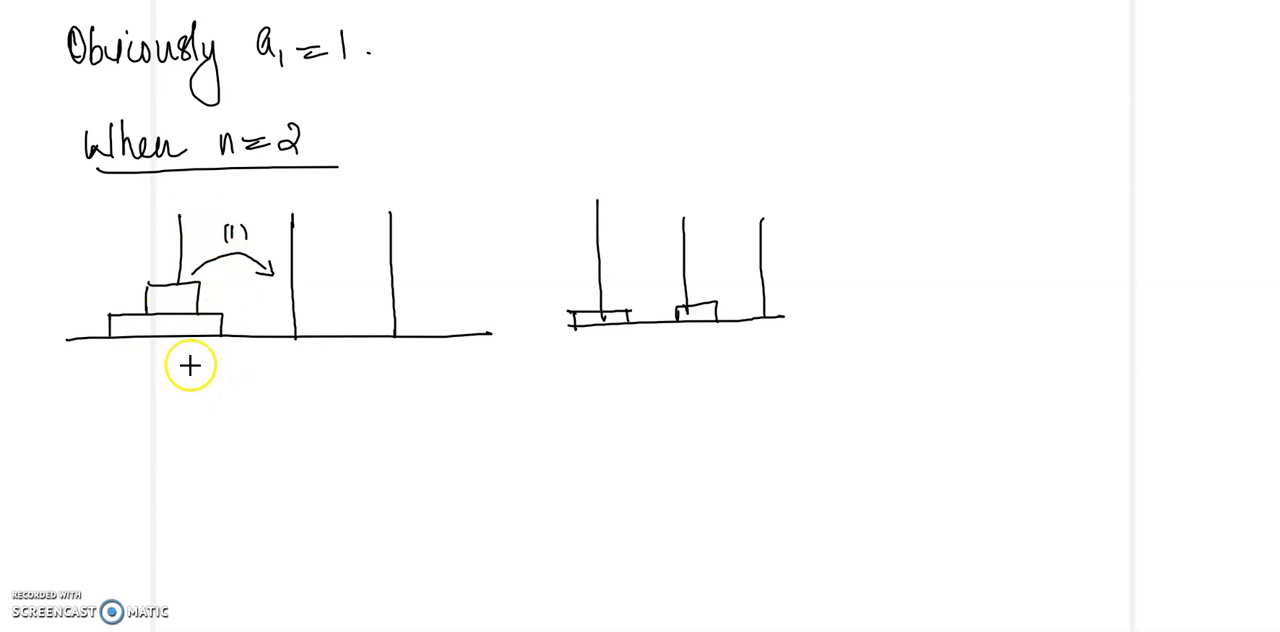 Obviously a₁ = 1.
When n = 2
(1)
RECORDED WITH
SCREENCAST MATIC